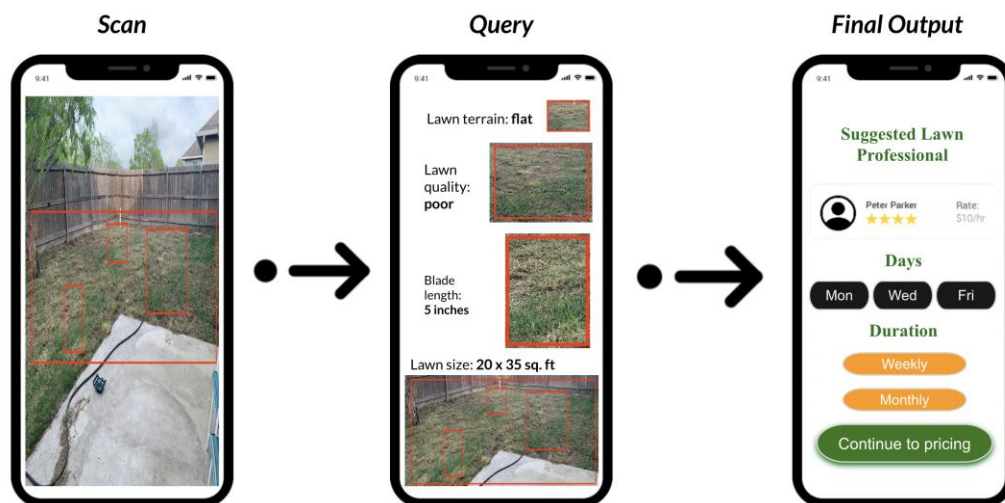 Scan
Query
Final Output
9:41
9:41
Lawn terrain: flat
Lawn
quality:
poor
Blade
length:
5 inches
Lawn size: 20 x 35 sq. ft
9:41
Suggested Lawn
Professional
Peter Parker
Rate:
$10/hr
Days
Mon
Wed
Fri
Duration
Weekly
Monthly
Continue to pricing